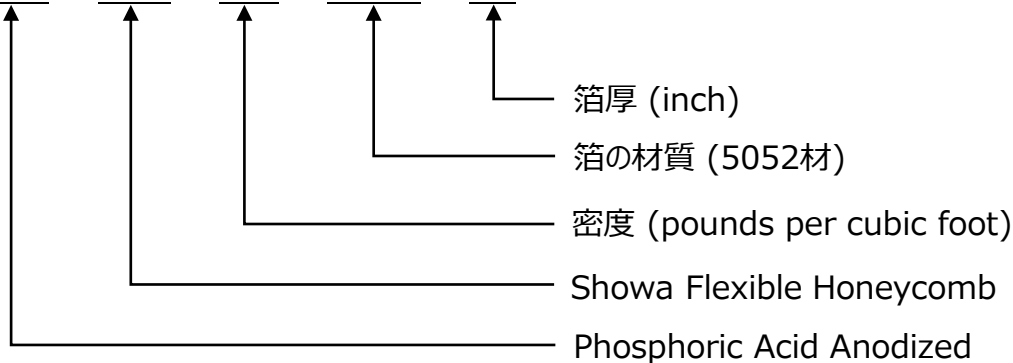 箔厚 (inch)
箔の材質 (5052材)
密度 (pounds per cubic foot)
Showa Flexible Honeycomb
Phosphoric Acid Anodized